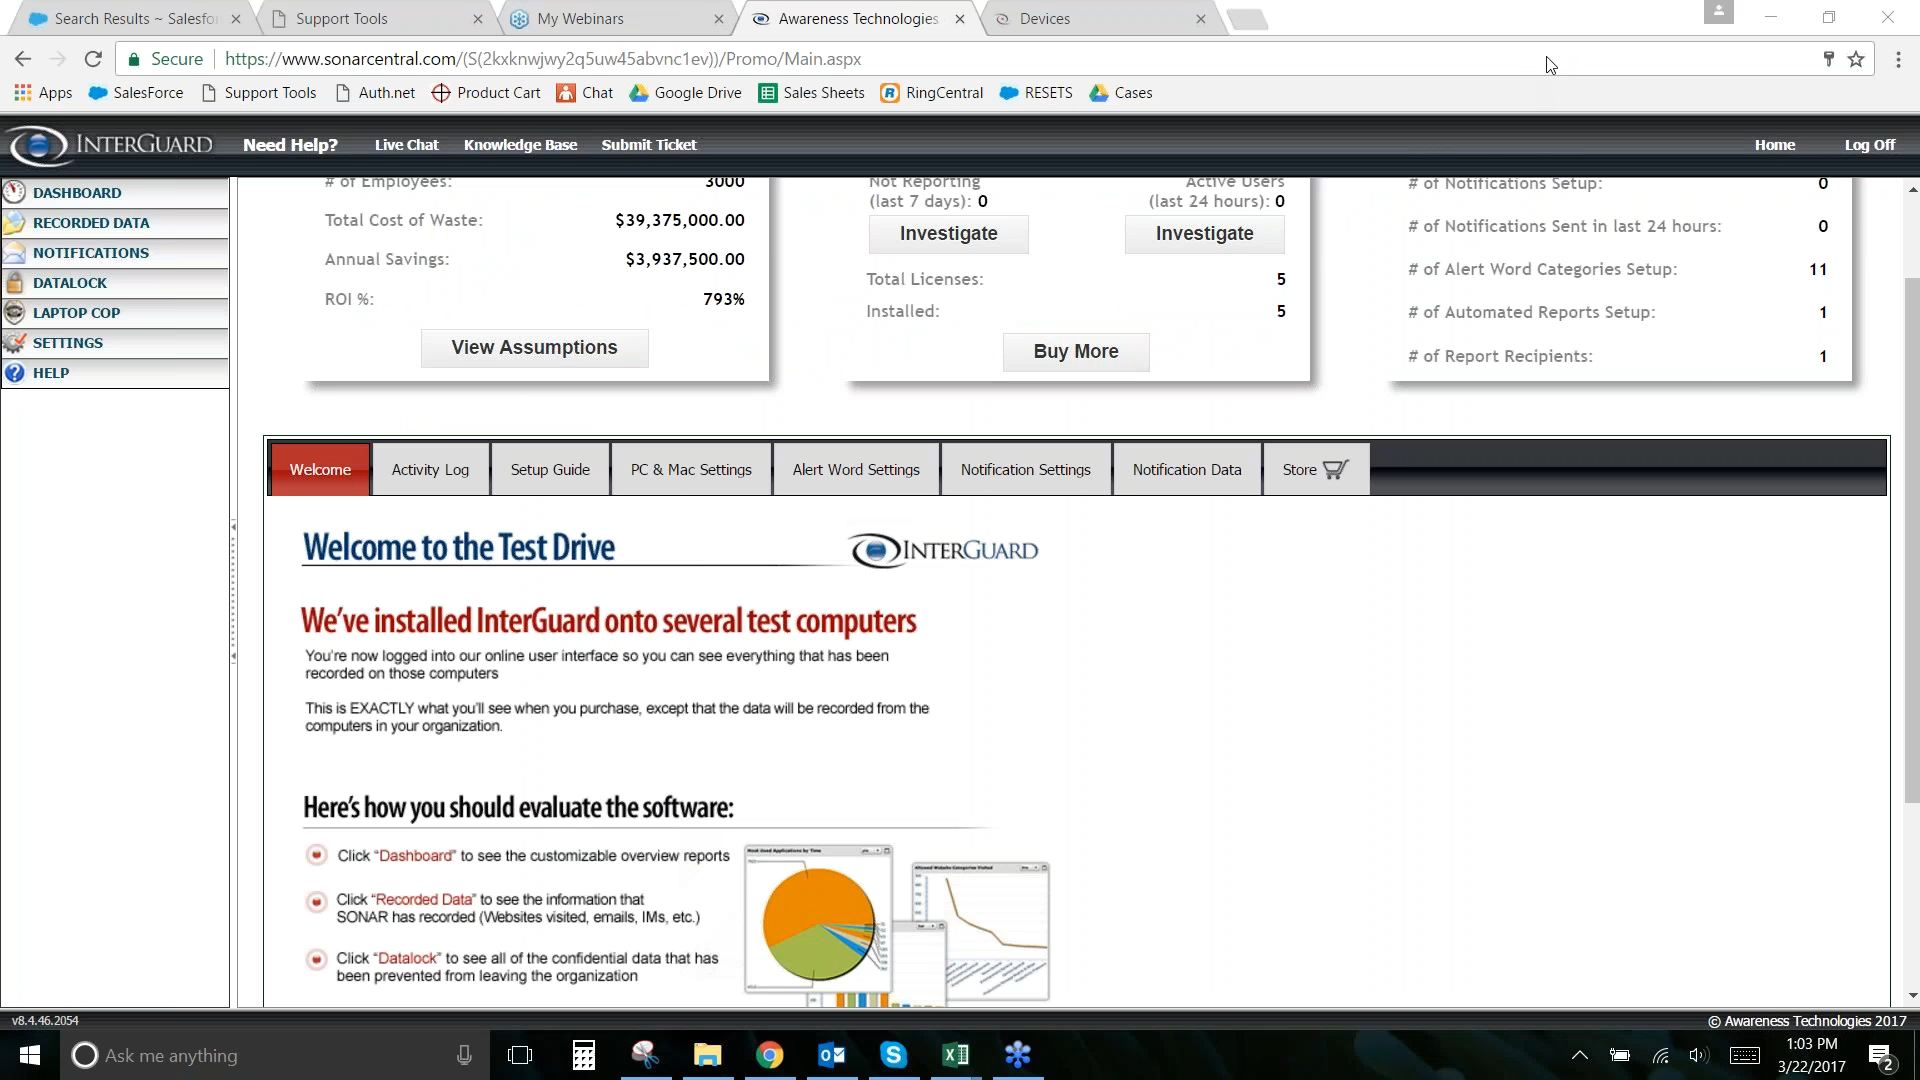 Search Results ~ Salesfo
Support Tools
My Webinars
Awareness Technologies
Devices
Secure
https://www.sonarcentral.com/(S(2kxknwjwy2q5uw45abvnc1ev))/Promo/Main.aspx
Apps SalesForce Support Tools Auth.net Product Cart Chat Google Drive Sales Sheets RingCentral RESETS Cases
INTERGUARD
Need Help? Live Chat Knowledge Base Submit Ticket Home Log Off
DASHBOARD
RECORDED DATA
NOTIFICATIONS
DATALOCK
LAPTOP COP
SETTINGS
HELP
# of Employees: 3000
Total Cost of Waste: $39,375,000.00
Annual Savings: $3,937,500.00
ROI %: 793%
View Assumptions
Not Reporting
(last 7 days): 0
Investigate
Active Users
(last 24 hours): 0
Investigate
Total Licenses: 5
Installed: 5
Buy More
# of Notifications Setup: 0
# of Notifications Sent in last 24 hours: 0
# of Alert Word Categories Setup: 11
# of Automated Reports Setup: 1
# of Report Recipients: 1
Welcome Activity Log Setup Guide PC & Mac Settings Alert Word Settings Notification Settings Notification Data Store
Welcome to the Test Drive
INTERGUARD
We've installed InterGuard onto several test computers
You're now logged into our online user interface so you can see everything that has been
recorded on those computers
This is EXACTLY what you'll see when you purchase, except that the data will be recorded from the
computers in your organization.
Here's how you should evaluate the software:
Click "Dashboard" to see the customizable overview reports
Click "Recorded Data" to see the information that
SONAR has recorded (Websites visited, emails, IMs, etc.)
Click "Datalock" to see all of the confidential data that has
been prevented from leaving the organization
Most Used Applications by Time
Allowed Website Categories Visited
v8.4.46.2054
© Awareness Technologies 2017
Ask me anything
1:03 PM
3/22/2017
2